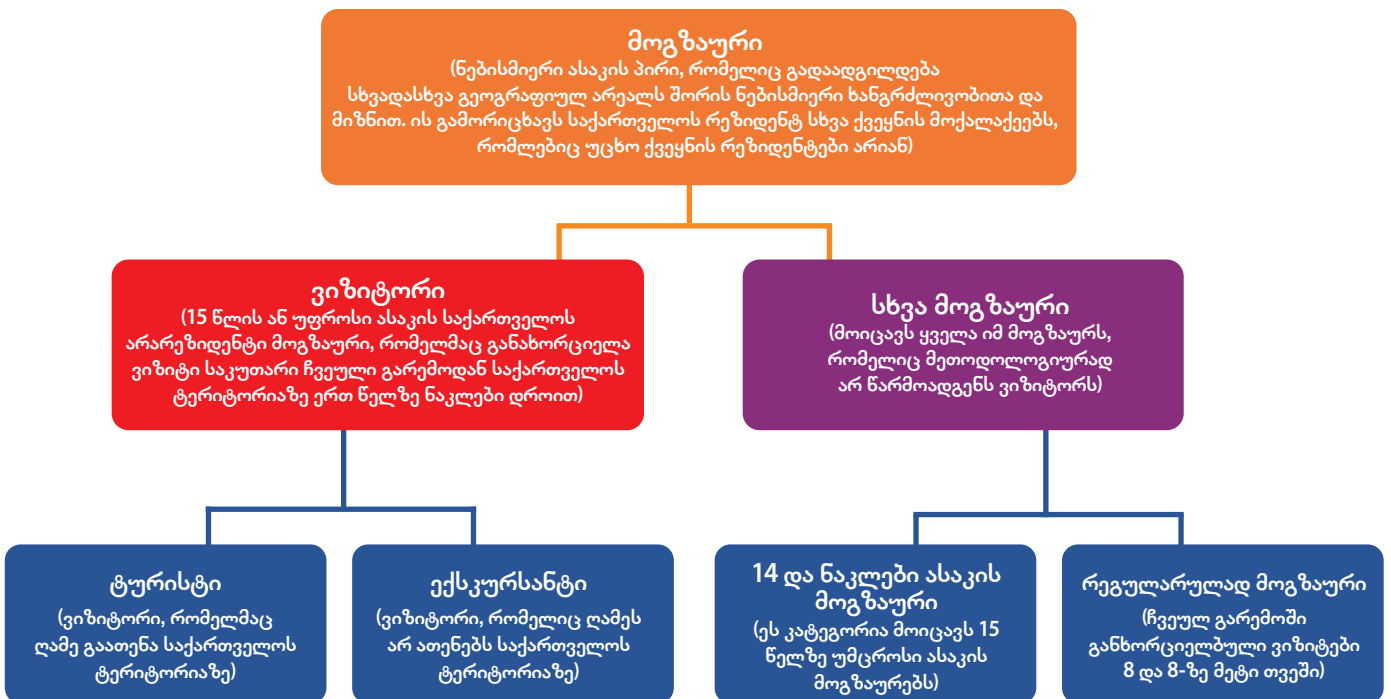 მოგზაური
(ნებისმიერი ასაკის პირი, რომელიც გადაადგილდება
სხვადასხვა გეოგრაფიულ არეალს შორის ნებისმიერი ხანგრძლივობითა და
მიზნით. ის გამორიცხავს საქართველოს რეზიდენტ სხვა ქვეყნის მოქალაქეებს,
რომლებიც უცხო ქვეყნის რეზიდენტები არიან)
ვიზიტორი
(15 წლის ან უფროსი ასაკის საქართველოს
არარეზიდენტი მოგზაური, რომელმაც განახორციელა
ვიზიტი საკუთარი ჩვეული გარემოდან საქართველოს
ტერიტორიაზე ერთ წელზე ნაკლები დროით)
სხვა მოგზაური
(მოიცავს ყველა იმ მოგზაურს,
რომელიც მეთოდოლოგიურად
არ წარმოადგენს ვიზიტორს)
ტურისტი
(ვიზიტორი, რომელმაც
ღამე გაათენა საქართველოს
ტერიტორიაზე)
ექსკურსანტი
(ვიზიტორი, რომელიც ღამეს
არ ათენებს საქართველოს
ტერიტორიაზე)
14 და ნაკლები ასაკის
მოგზაური
(ეს კატეგორია მოიცავს 15
წელზე უმცროსი ასაკის
მოგზაურებს)
რეგულარულად მოგზაური
(ჩვეულ გარემოში
განხორციელბული ვიზიტები
8 და 8-ზე მეტი თვეში)